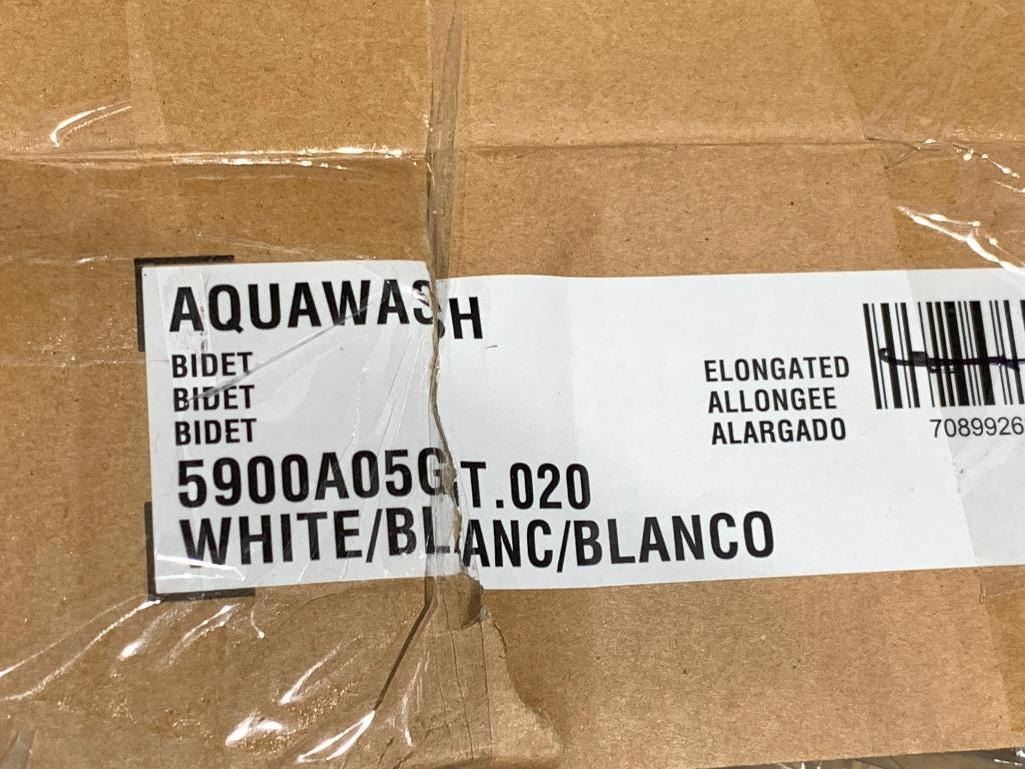 AQUAWASH
BIDET
BIDET
BIDET
ELONGATED
ALLONGEE
ALARGADO
7089926
5900A05GT.020
WHITE/BLANC/BLANCO